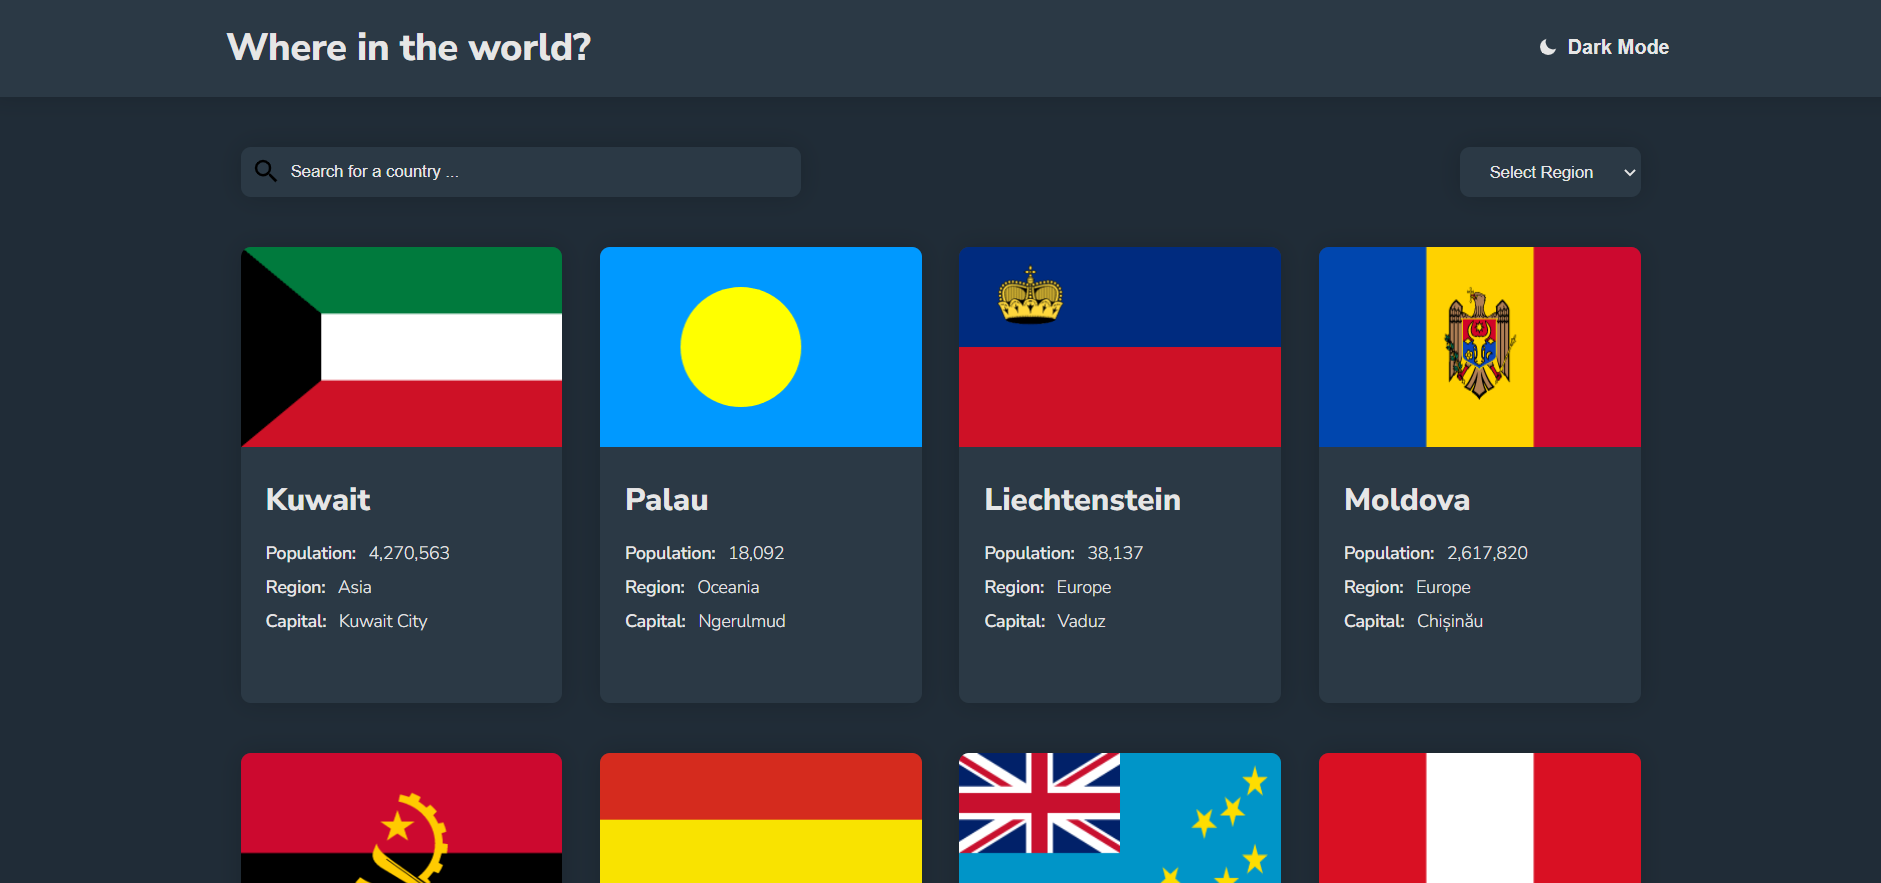 Where in the world?
Dark Mode
Search for a country ...
Select Region
Kuwait
Population: 4,270,563
Region: Asia
Capital: Kuwait City
Palau
Population: 18,092
Region: Oceania
Capital: Ngerulmud
Liechtenstein
Population: 38,137
Region: Europe
Capital: Vaduz
Moldova
Population: 2,617,820
Region: Europe
Capital: Chișinău